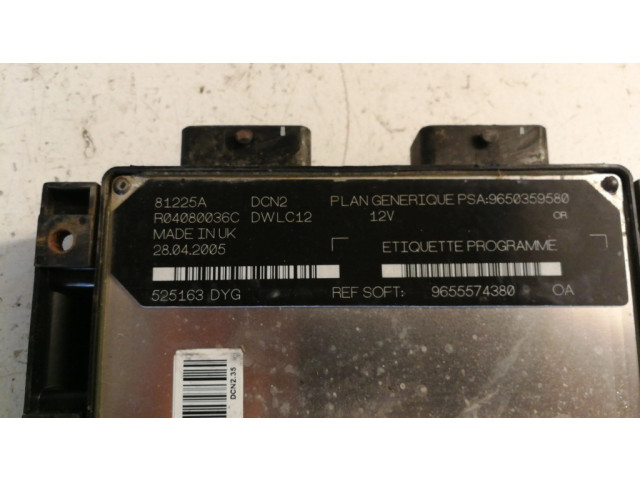 81225A DCN2 PLAN GENERIQUE PSA:9650359580
R04080036C DWLC12 12V OR
MADE IN UK
28.04.2005 ETIQUETTE PROGRAMME
525163 DYG REF SOFT: 9655574380 OA
DCN2.35